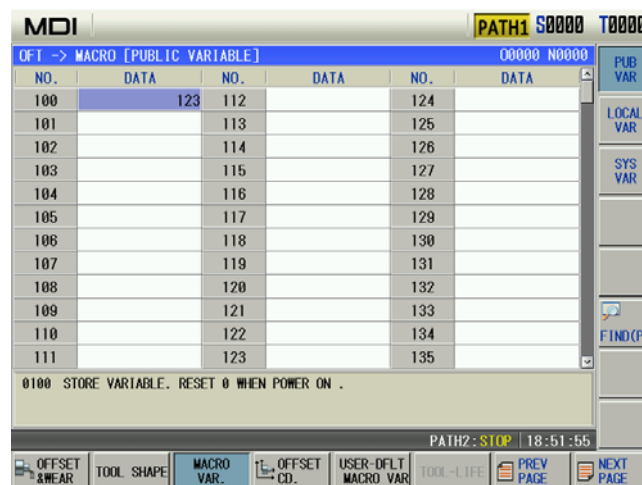 MDI PATH1 S0000 T0000
OFT -> MACRO [PUBLIC VARIABLE] O0000 N0000
NO. DATA NO. DATA NO. DATA
100 123 112 124
101 113 125
102 114 126
103 115 127
104 116 128
105 117 129
106 118 130
107 119 131
108 120 132
109 121 133
110 122 134
111 123 135
0100 STORE VARIABLE. RESET 0 WHEN POWER ON .
PATH2:STOP 18:51:55
PUB
VAR
LOCAL
VAR
SYS
VAR
FIND(P
OFFSET
&WEAR
TOOL SHAPE
MACRO
VAR.
OFFSET
CD.
USER-DFLT
MACRO VAR
TOOL-LIFE
PREV
PAGE
NEXT
PAGE